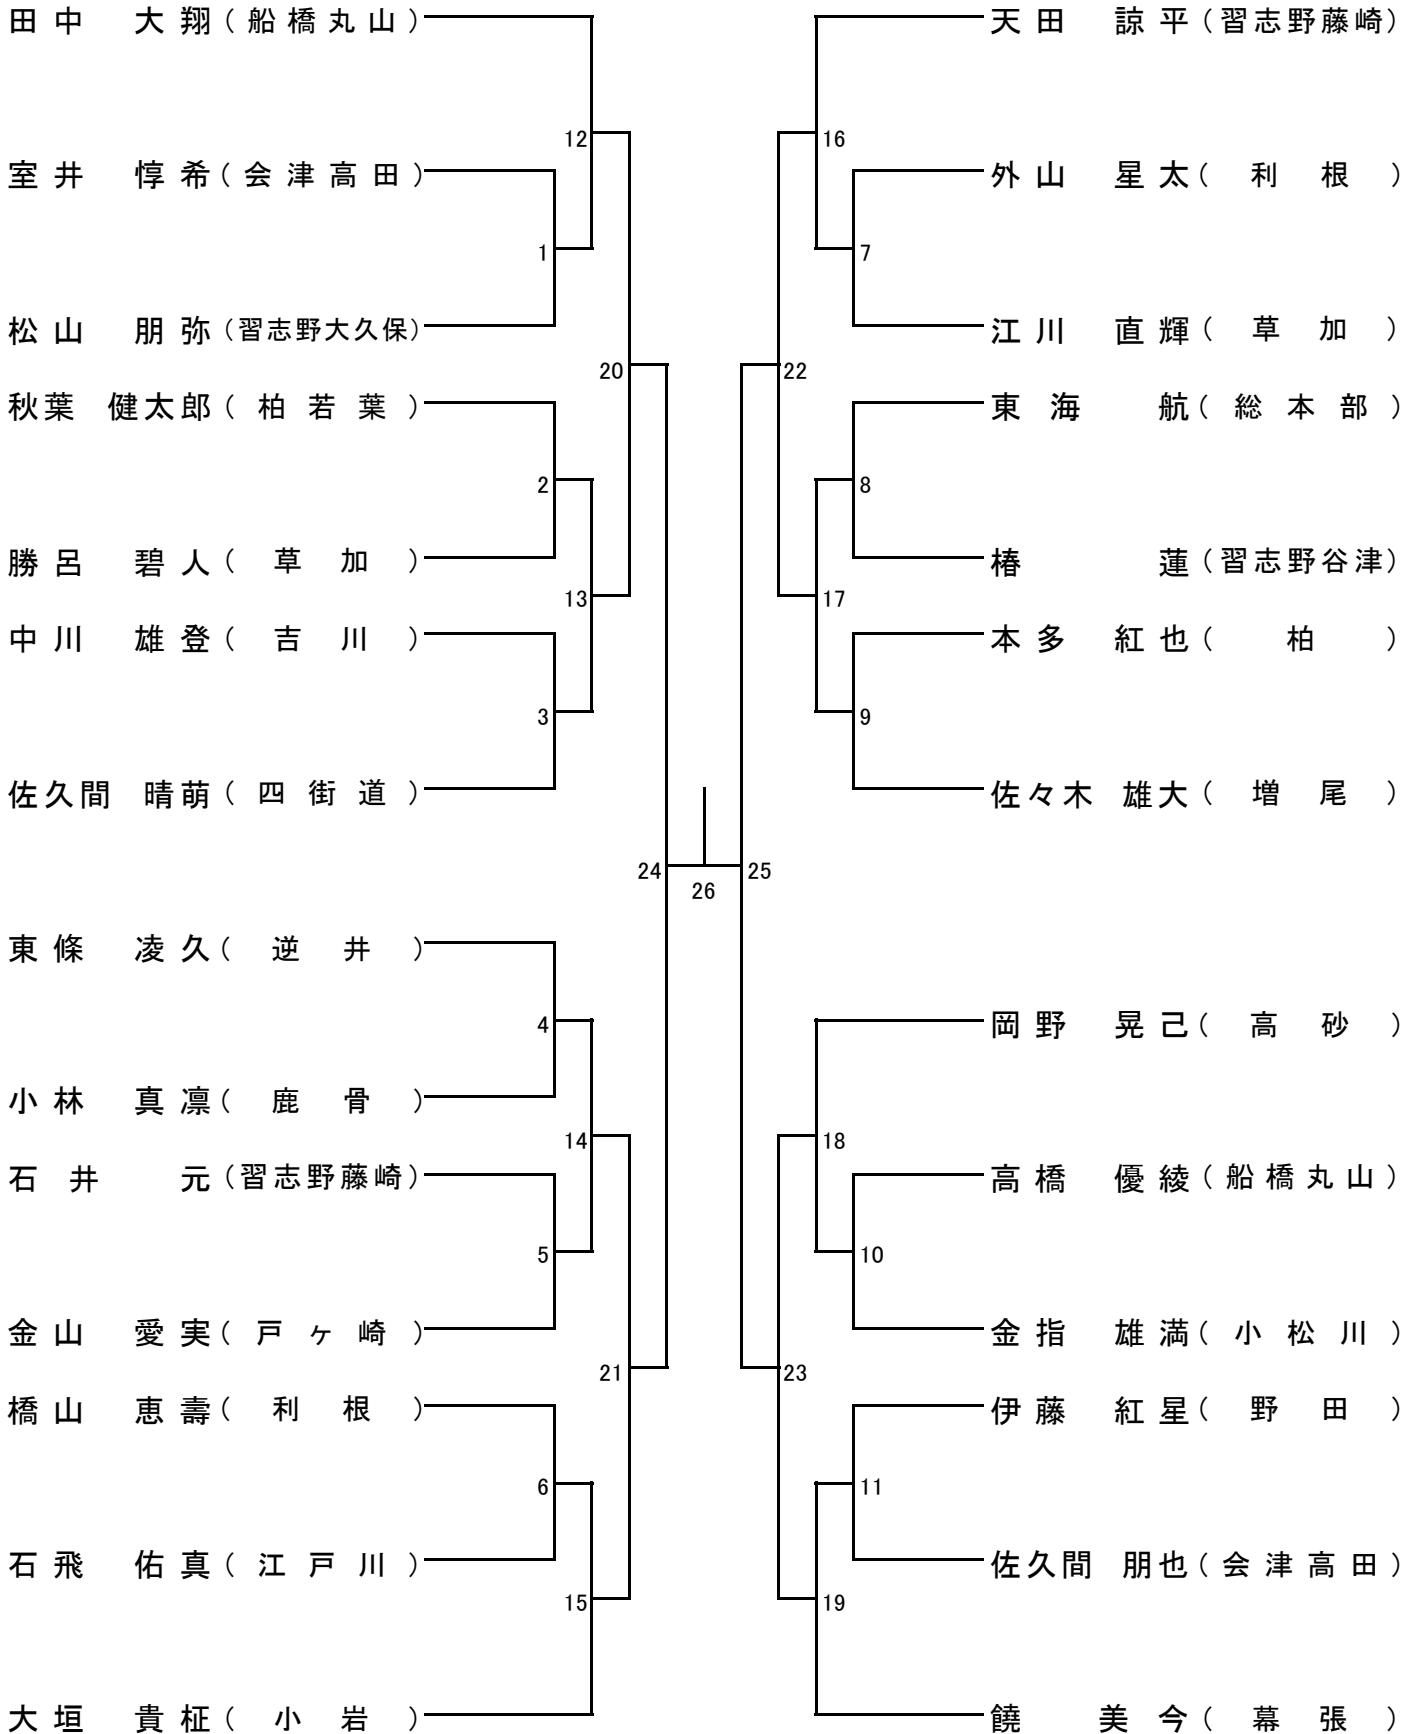 田中 大翔(船橋丸山)
12
室井 惇希(会津高田)
1
松山 朋弥(習志野大久保)
20
秋葉 健太郎(柏若葉)
2
勝呂 碧人(草加)
13
中川 雄登(吉川)
3
佐久間 晴萌(四街道)
24
26
東條 凌久(逆井)
4
小林 真凛(鹿骨)
14
石井 元(習志野藤崎)
5
金山 愛実(戸ヶ崎)
21
橋山 恵壽(利根)
6
石飛 佑真(江戸川)
15
大垣 貴柾(小岩)
天田 諒平(習志野藤崎)
16
外山 星太(利根)
7
江川 直輝(草加)
22
東海 航(総本部)
8
椿 蓮(習志野谷津)
17
本多 紅也(柏)
9
佐々木 雄大(増尾)
25
岡野 晃己(高砂)
18
高橋 優綾(船橋丸山)
10
金指 雄満(小松川)
23
伊藤 紅星(野田)
11
佐久間 朋也(会津高田)
19
饒 美今(幕張)